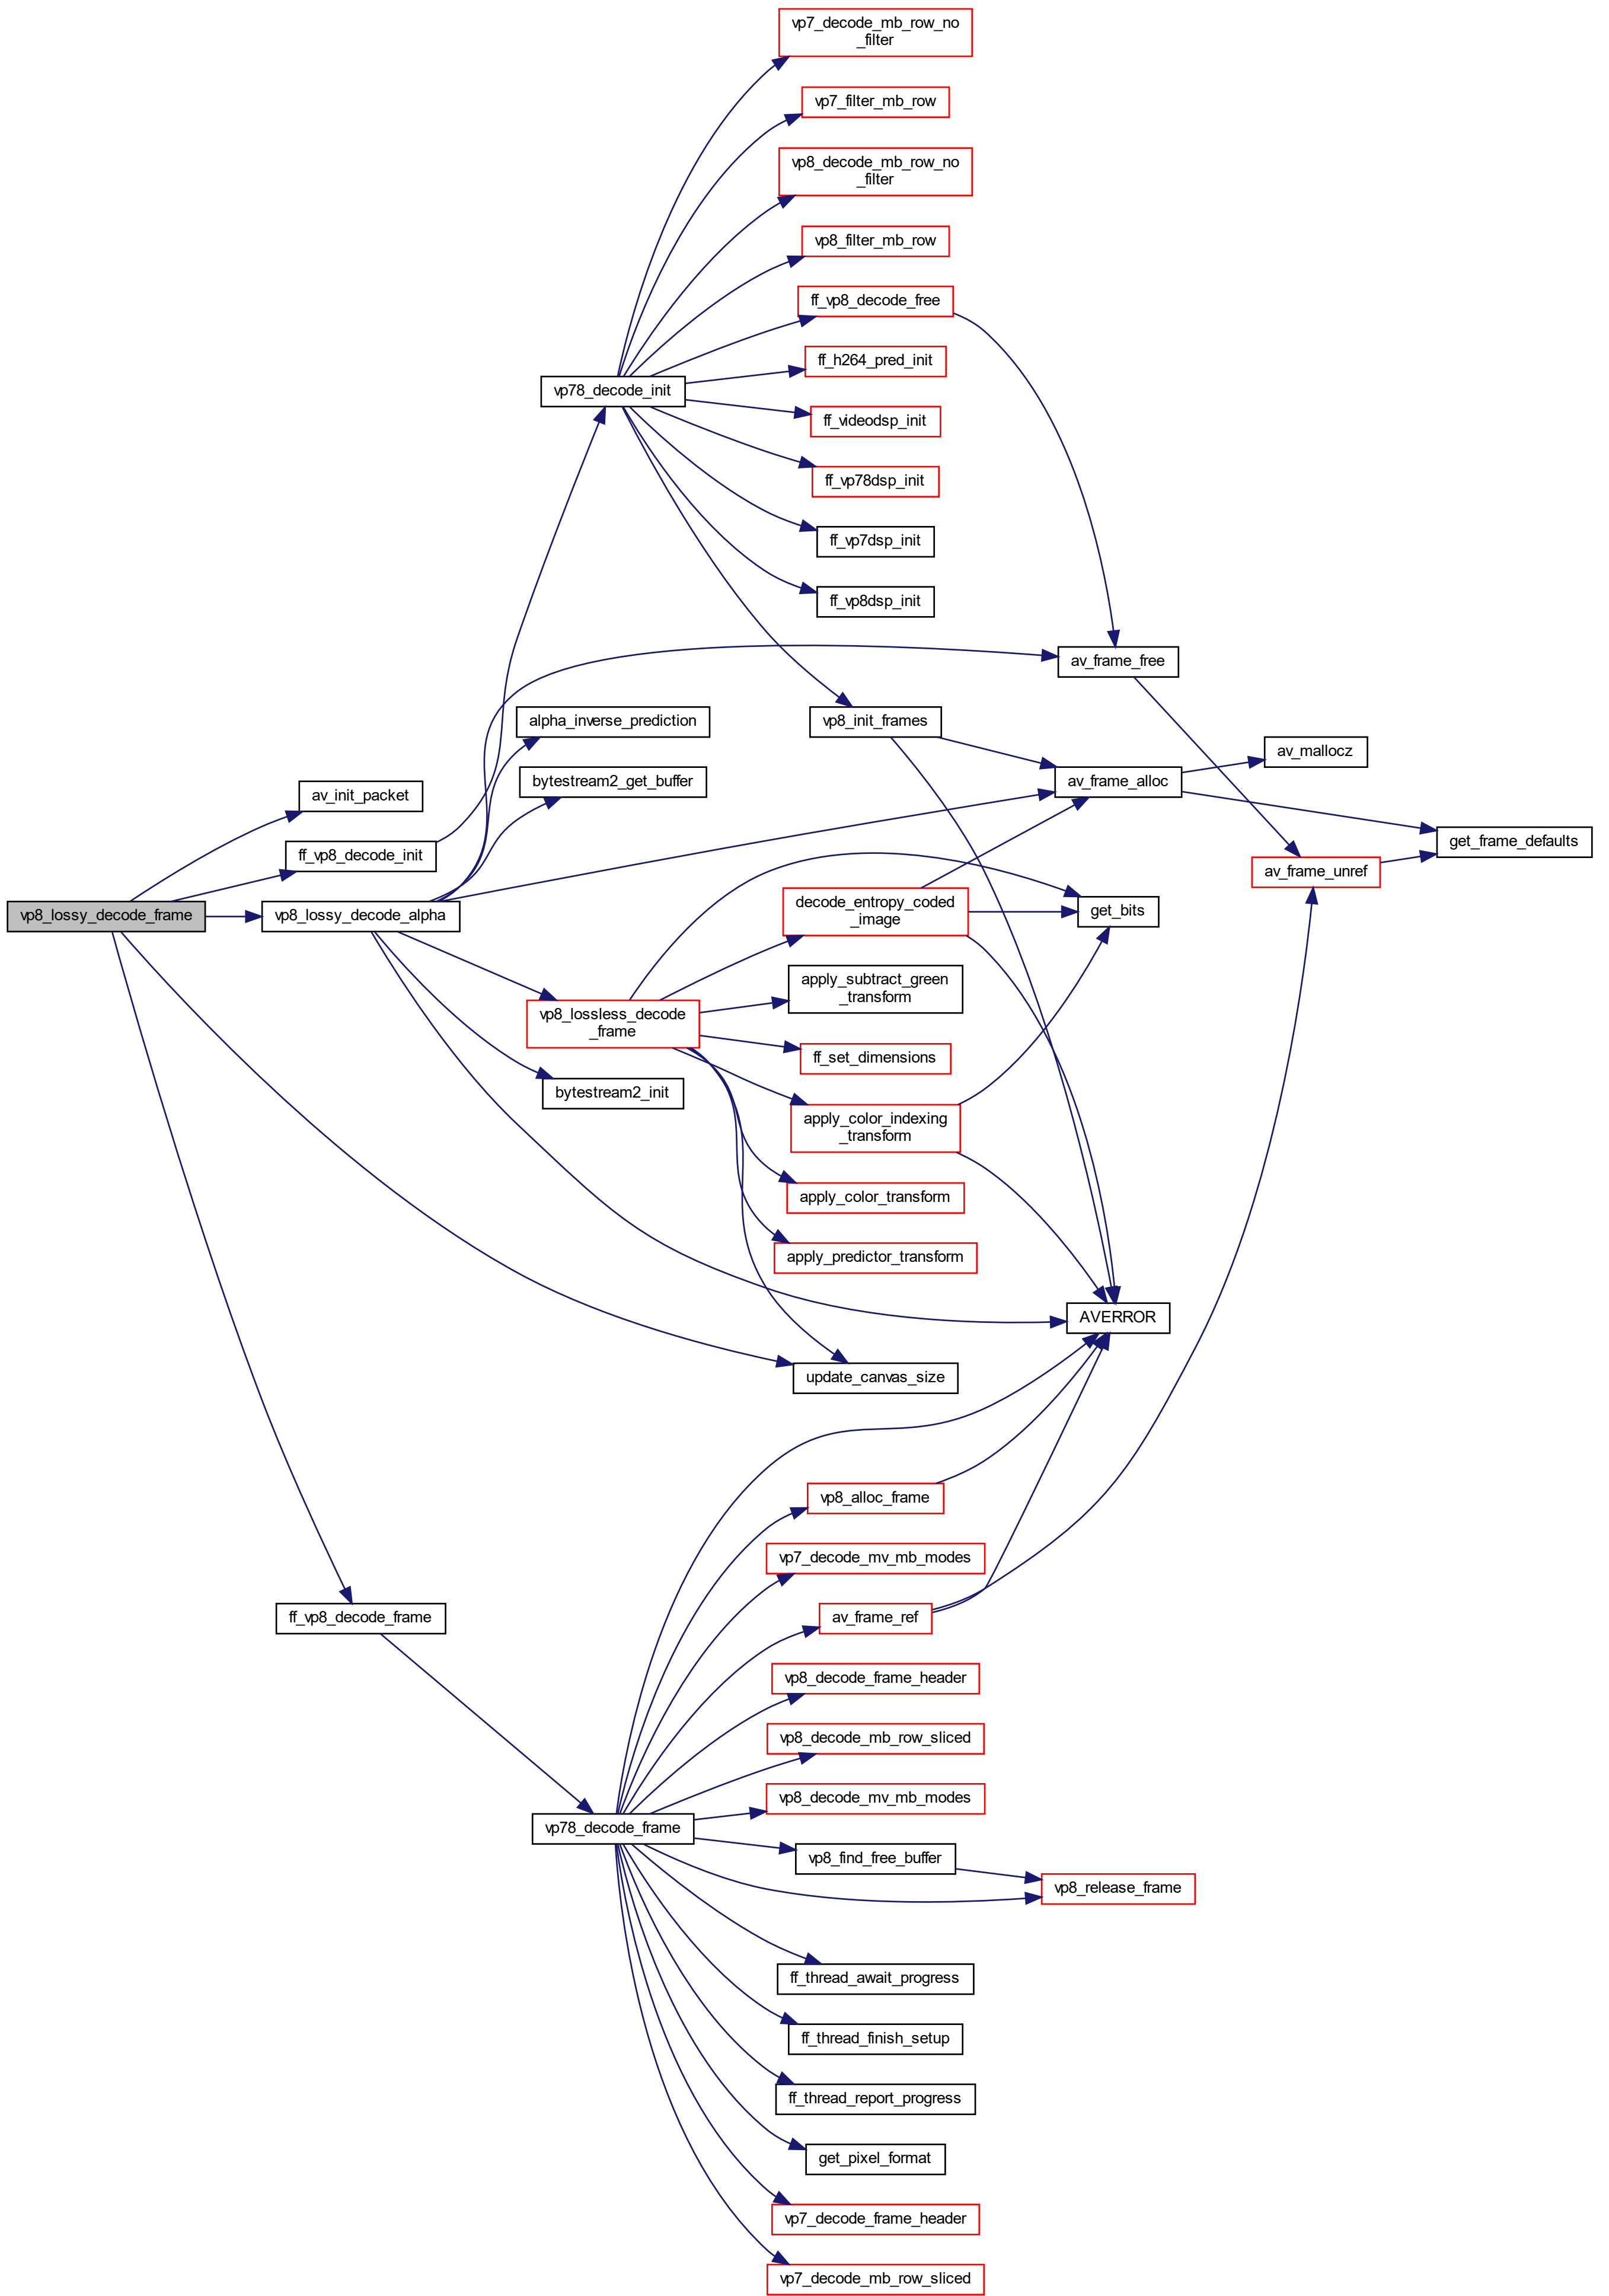 vp7_decode_mb_row_no
_filter
vp7_filter_mb_row
vp8_decode_mb_row_no
_filter
vp8_filter_mb_row
ff_vp8_decode_free
ff_h264_pred_init
vp78_decode_init
ff_videodsp_init
ff_vp78dsp_init
ff_vp7dsp_init
ff_vp8dsp_init
av_frame_free
alpha_inverse_prediction
vp8_init_frames
av_mallocz
bytestream2_get_buffer
av_frame_alloc
av_init_packet
get_frame_defaults
ff_vp8_decode_init
av_frame_unref
decode_entropy_coded
_image
get_bits
vp8_lossy_decode_frame
vp8_lossy_decode_alpha
apply_subtract_green
_transform
vp8_lossless_decode
_frame
ff_set_dimensions
bytestream2_init
apply_color_indexing
_transform
apply_color_transform
apply_predictor_transform
AVERROR
update_canvas_size
vp8_alloc_frame
vp7_decode_mv_mb_modes
ff_vp8_decode_frame
av_frame_ref
vp8_decode_frame_header
vp8_decode_mb_row_sliced
vp8_decode_mv_mb_modes
vp78_decode_frame
vp8_find_free_buffer
vp8_release_frame
ff_thread_await_progress
ff_thread_finish_setup
ff_thread_report_progress
get_pixel_format
vp7_decode_frame_header
vp7_decode_mb_row_sliced